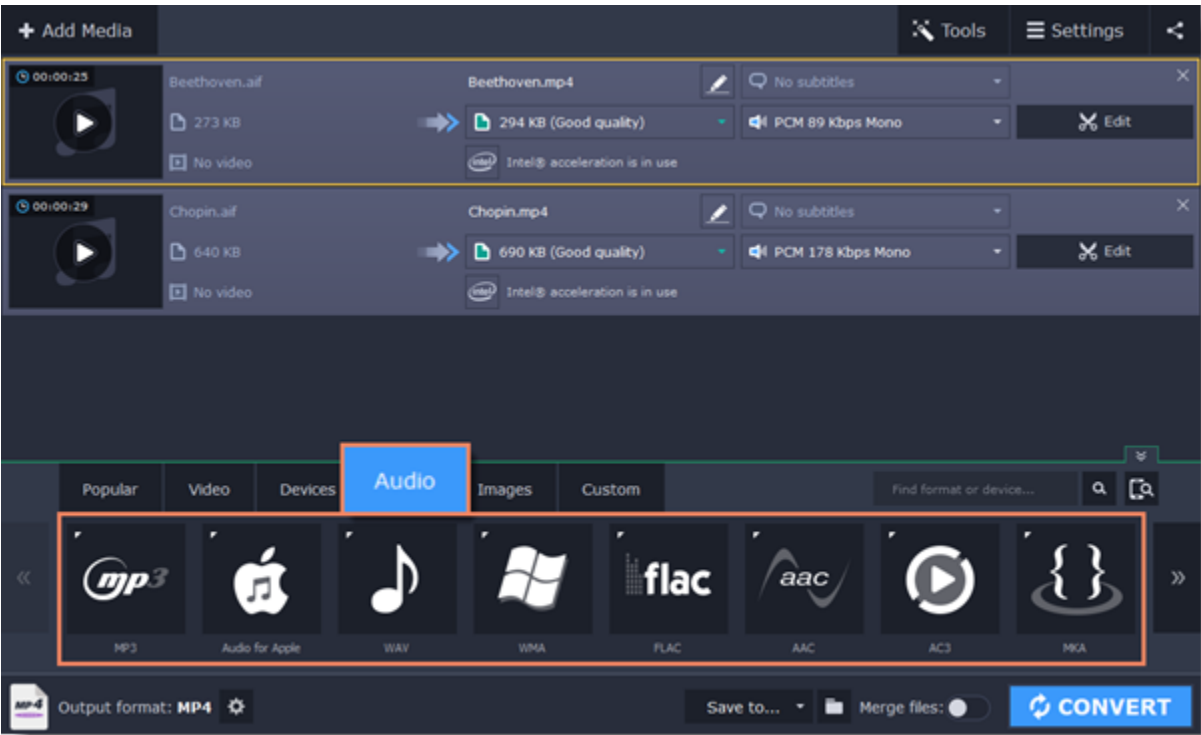 Add Media
Tools
Settings
00:00:25
Beethoven.aif
Beethoven.mp4
No subtitles
273 KB
294 KB (Good quality)
PCM 89 Kbps Mono
Edit
No video
intel
Intel® acceleration is in use
00:00:29
Chopin.aif
Chopin.mp4
No subtitles
640 KB
690 KB (Good quality)
PCM 178 Kbps Mono
Edit
No video
intel
Intel® acceleration is in use
Popular
Video
Devices
Audio
Images
Custom
Find format or device...
mp3
flac
aac
{ }
MP3
Audio for Apple
WAV
WMA
FLAC
AAC
AC3
MKA
MP4
Output format: MP4
Save to...
Merge files:
CONVERT